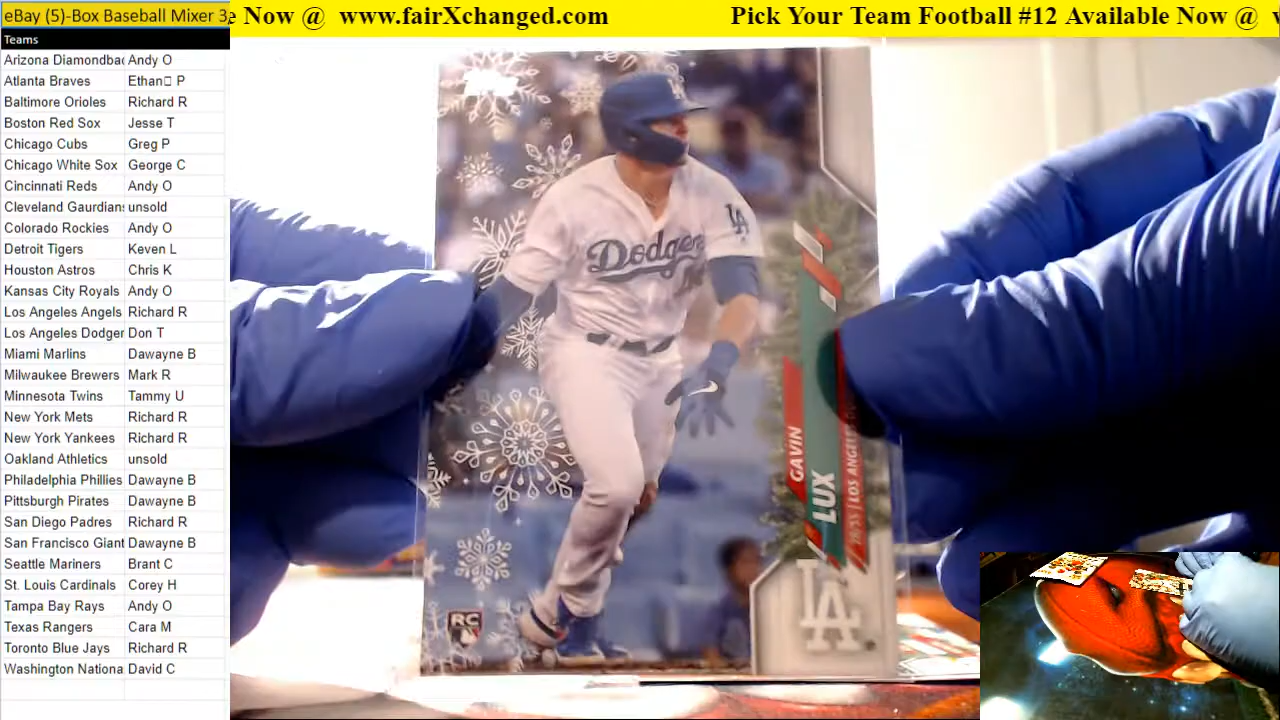 eBay (5)-Box Baseball Mixer 3
e Now @ www.fairXchanged.com Pick Your Team Football #12 Available Now @
Teams
Arizona Diamondba Andy O
Atlanta Braves Ethan□ P
Baltimore Orioles Richard R
Boston Red Sox Jesse T
Chicago Cubs Greg P
Chicago White Sox George C
Cincinnati Reds Andy O
Cleveland Gaurdians unsold
Colorado Rockies Andy O
Detroit Tigers Keven L
Houston Astros Chris K
Kansas City Royals Andy O
Los Angeles Angels Richard R
Los Angeles Dodger Don T
Miami Marlins Dawayne B
Milwaukee Brewers Mark R
Minnesota Twins Tammy U
New York Mets Richard R
New York Yankees Richard R
Oakland Athletics unsold
Philadelphia Phillies Dawayne B
Pittsburgh Pirates Dawayne B
San Diego Padres Richard R
San Francisco Giant Dawayne B
Seattle Mariners Brant C
St. Louis Cardinals Corey H
Tampa Bay Rays Andy O
Texas Rangers Cara M
Toronto Blue Jays Richard R
Washington Nationa David C
LA
Dodgers
GAVIN
LUX
2B/SS | LOS ANGELES
LA
RC